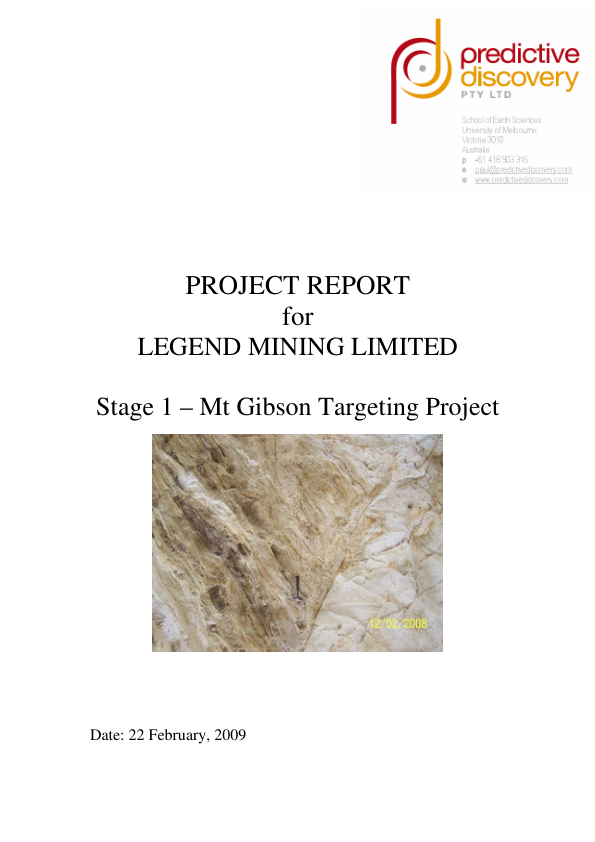 predictive
discovery
PTY LTD
School of Earth Sciences
University of Melbourne
Victoria 3010
Australia
p +61 418 903 316
e paul@predictivediscovery.com
w www.predictivediscovery.com
PROJECT REPORT
for
LEGEND MINING LIMITED
Stage 1 – Mt Gibson Targeting Project
12/02/2008
Date: 22 February, 2009